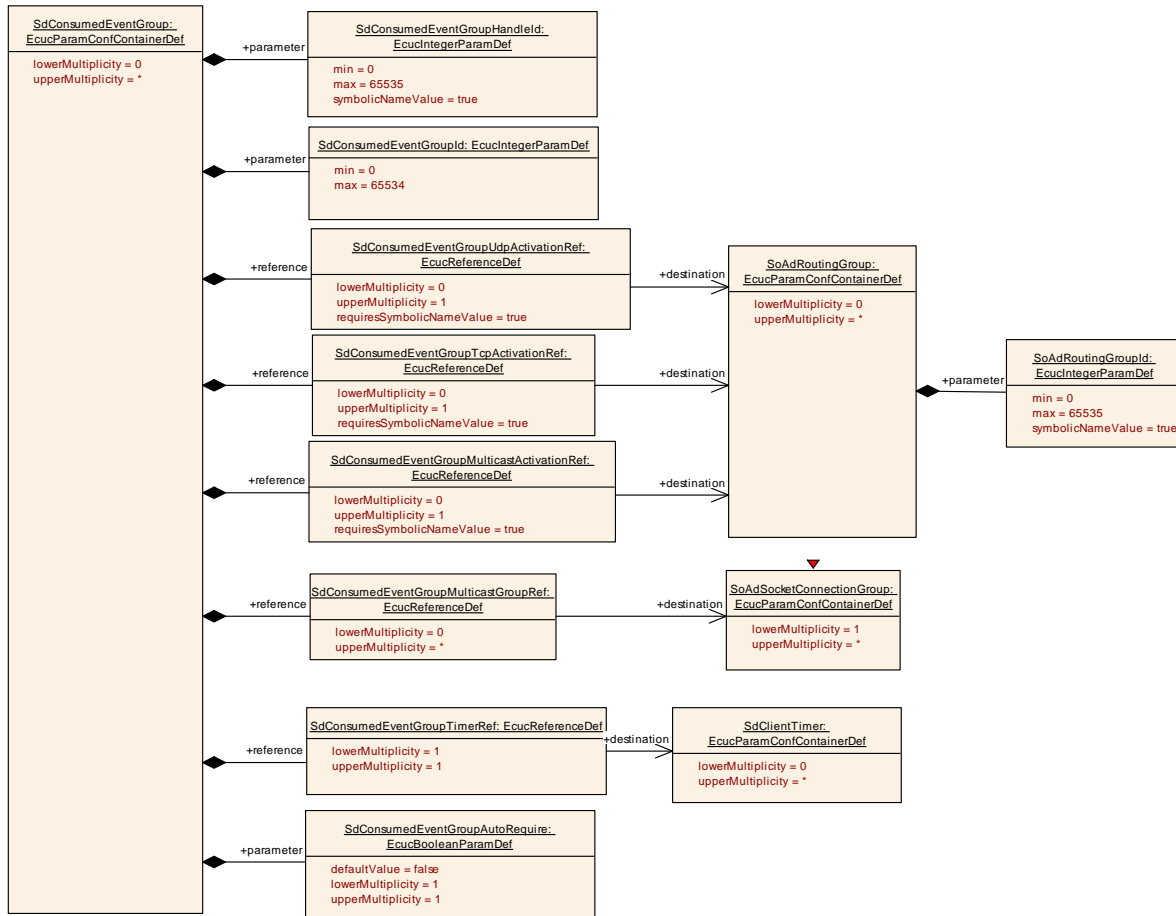 SdConsumedEventGroup:
EcucParamConfContainerDef
lowerMultiplicity = 0
upperMultiplicity = *
+parameter
SdConsumedEventGroupHandleId:
EcucIntegerParamDef
min = 0
max = 65535
symbolicNameValue = true
+parameter
SdConsumedEventGroupId: EcucIntegerParamDef
min = 0
max = 65534
+reference
SdConsumedEventGroupUdpActivationRef:
EcucReferenceDef
lowerMultiplicity = 0
upperMultiplicity = 1
requiresSymbolicNameValue = true
+destination
SoAdRoutingGroup:
EcucParamConfContainerDef
lowerMultiplicity = 0
upperMultiplicity = *
+reference
SdConsumedEventGroupTcpActivationRef:
EcucReferenceDef
lowerMultiplicity = 0
upperMultiplicity = 1
requiresSymbolicNameValue = true
+destination
+parameter
SoAdRoutingGroupId:
EcucIntegerParamDef
min = 0
max = 65535
symbolicNameValue = true
+reference
SdConsumedEventGroupMulticastActivationRef:
EcucReferenceDef
lowerMultiplicity = 0
upperMultiplicity = 1
requiresSymbolicNameValue = true
+destination
+reference
SdConsumedEventGroupMulticastGroupRef:
EcucReferenceDef
lowerMultiplicity = 0
upperMultiplicity = *
+destination
SoAdSocketConnectionGroup:
EcucParamConfContainerDef
lowerMultiplicity = 1
upperMultiplicity = *
+reference
SdConsumedEventGroupTimerRef: EcucReferenceDef
lowerMultiplicity = 1
upperMultiplicity = 1
+destination
SdClientTimer:
EcucParamConfContainerDef
lowerMultiplicity = 0
upperMultiplicity = *
+parameter
SdConsumedEventGroupAutoRequire:
EcucBooleanParamDef
defaultValue = false
lowerMultiplicity = 1
upperMultiplicity = 1